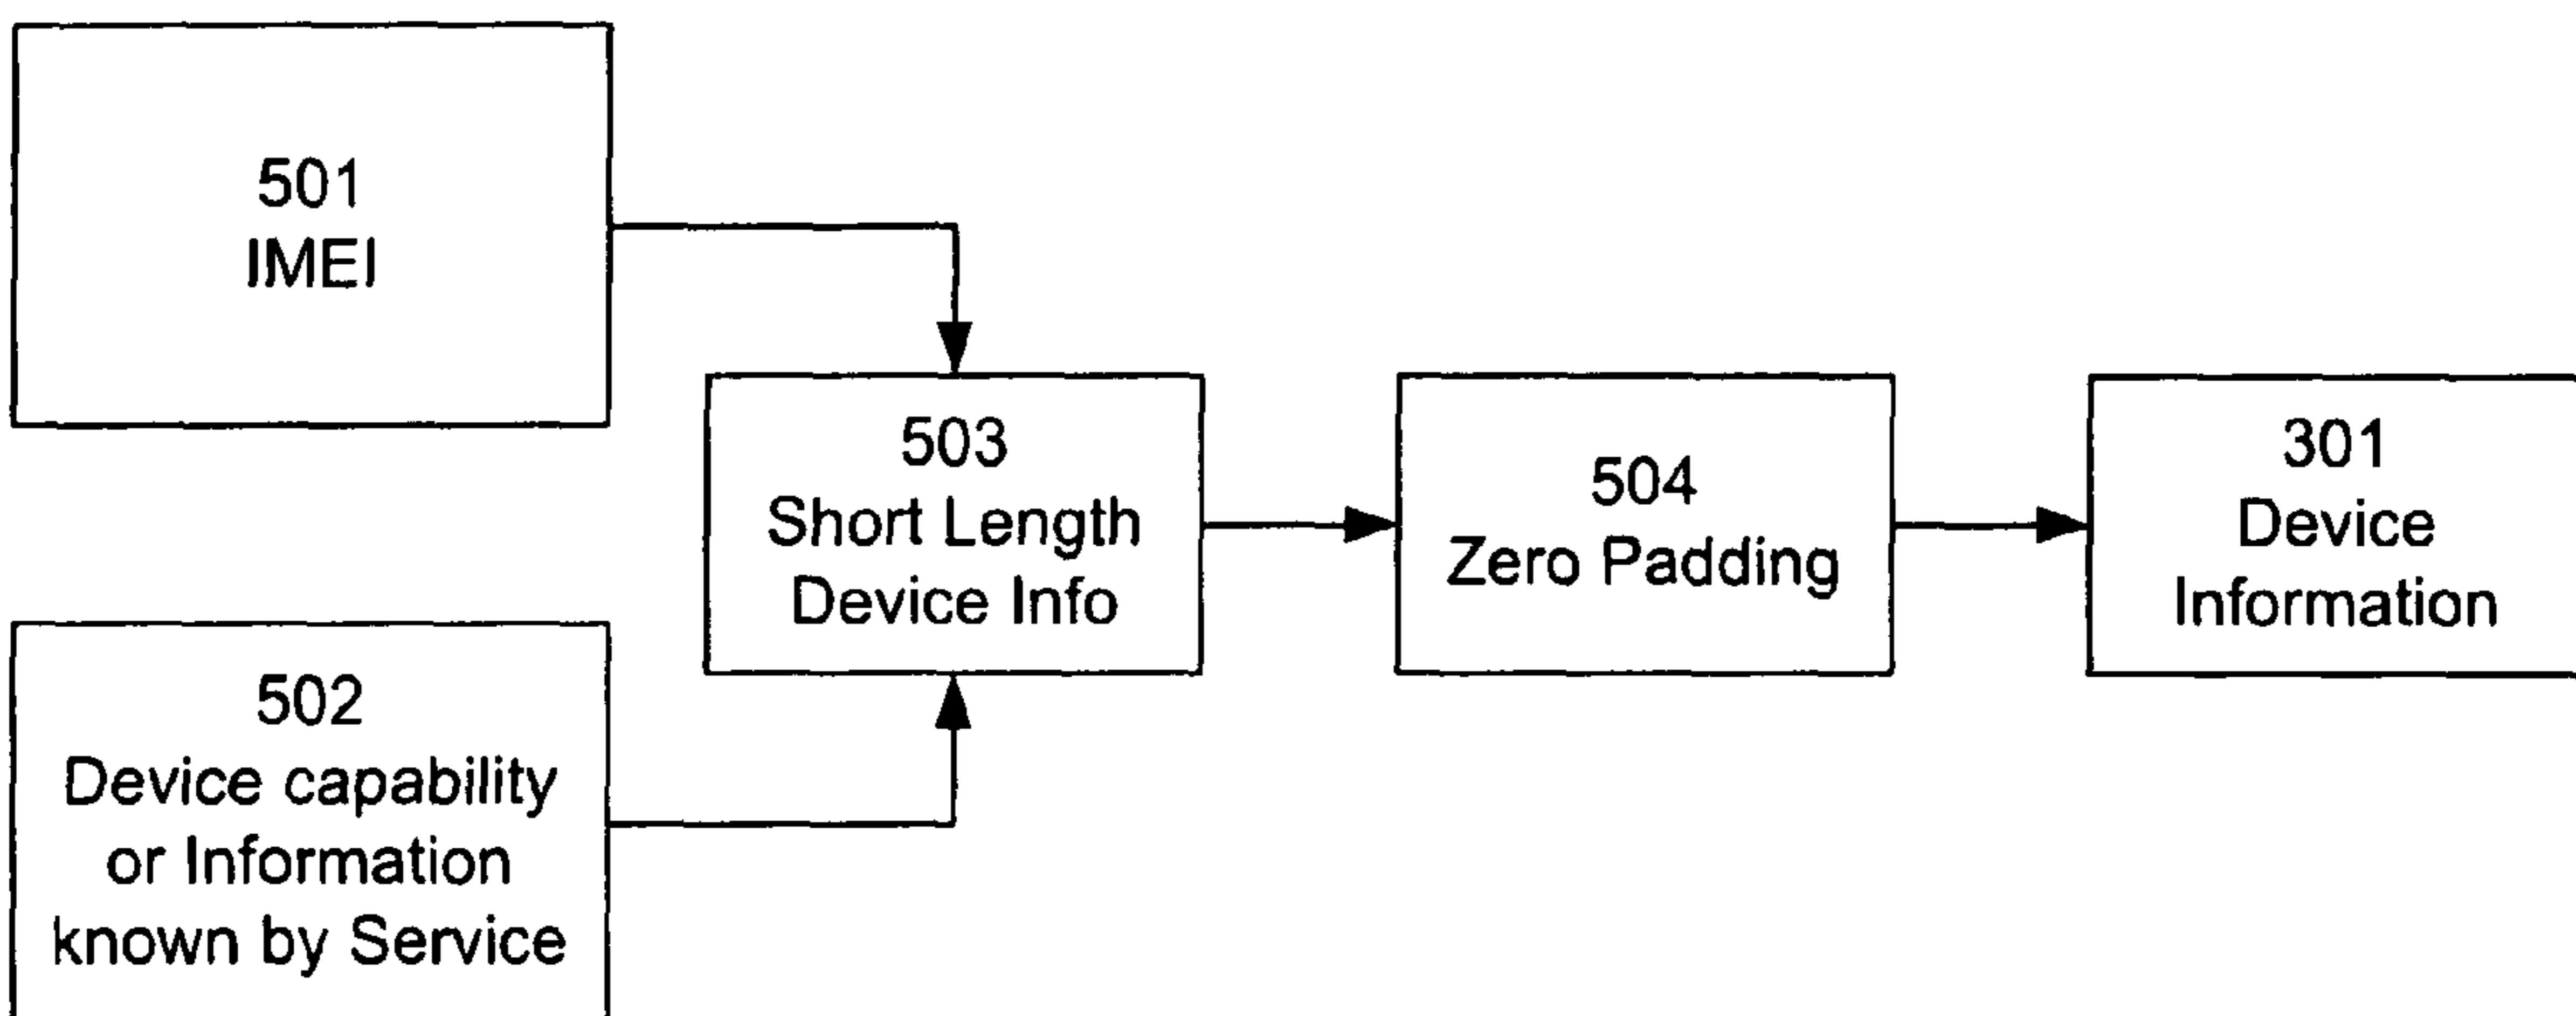 501
IMEI
503
Short Length
Device Info
504
Zero Padding
301
Device
Information
502
Device capability
or Information
known by Service